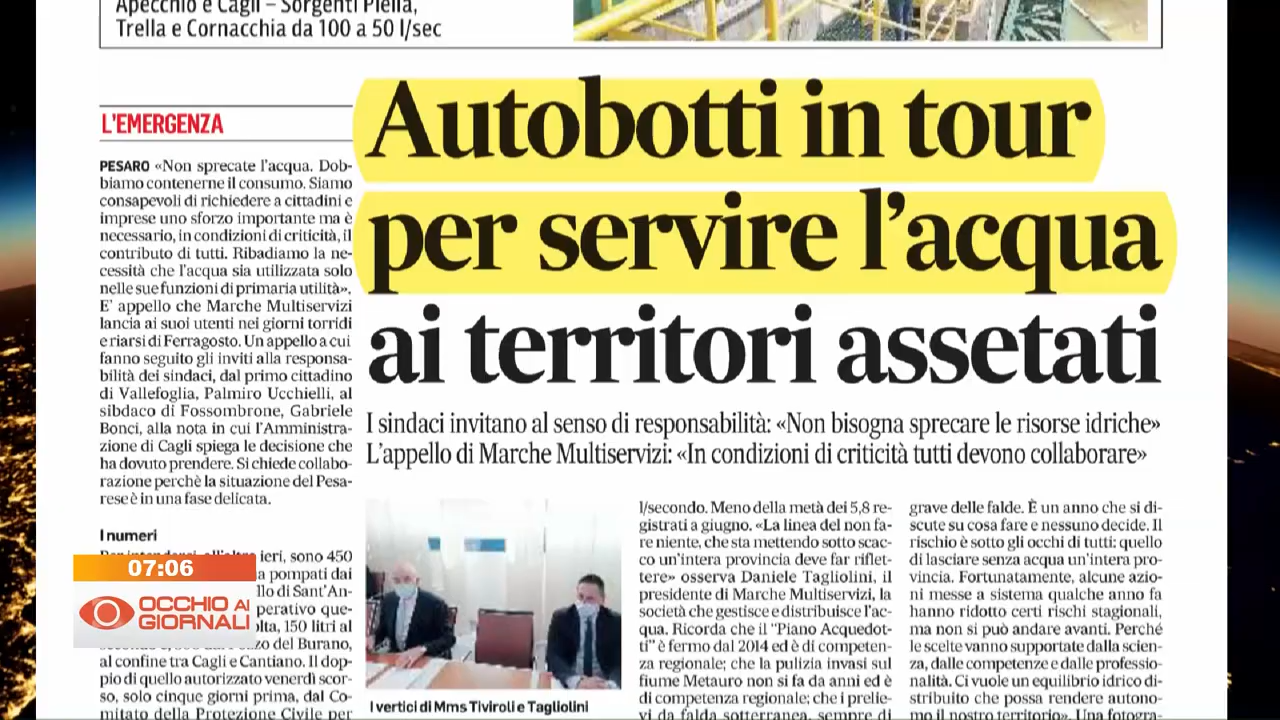 Apecchio e Cagli – Sorgenti Piella,
Trella e Cornacchia da 100 a 50 l/sec
L'EMERGENZA
Autobotti in tour
per servire l'acqua
ai territori assetati
I sindaci invitano al senso di responsabilità: «Non bisogna sprecare le risorse idriche»
L'appello di Marche Multiservizi: «In condizioni di criticità tutti devono collaborare»
PESARO «Non sprecate l'acqua. Dob-
biamo contenerne il consumo. Siamo
consapevoli di richiedere a cittadini e
imprese uno sforzo importante ma è
necessario, in condizioni di criticità, il
contributo di tutti. Ribadiamo la ne-
cessità che l'acqua sia utilizzata solo
nelle sue funzioni di primaria utilità».
E' appello che Marche Multiservizi
lancia ai suoi utenti nei giorni torridi
e riarsi di Ferragosto. Un appello a cui
fanno seguito gli inviti alla responsa-
bilità dei sindaci, dal primo cittadino
di Vallefoglia, Palmiro Ucchielli, al
sibdaco di Fossombrone, Gabriele
Bonci, alla nota in cui l'Amministra-
zione di Cagli spiega le decisione che
ha dovuto prendere. Si chiede collabo-
razione perchè la situazione del Pesa-
rese è in una fase delicata.
I numeri
ieri, sono 450
pompati dai
llo di Sant'An-
perativo que-
olta, 150 litri al
zo del Burano,
al confine tra Cagli e Cantiano. Il dop-
pio di quello autorizzato venerdì scor-
so, solo cinque giorni prima, dal Co-
mitato della Protezione Civile per
07:06
OCCHIO AI
GIORNALI
I vertici di Mms Tiviroli e Tagliolini
l/secondo. Meno della metà dei 5,8 re-
gistrati a giugno. «La linea del non fa-
re niente, che sta mettendo sotto scac-
co un'intera provincia deve far riflet-
tere» osserva Daniele Tagliolini, il
presidente di Marche Multiservizi, la
società che gestisce e distribuisce l'ac-
qua. Ricorda che il "Piano Acquedot-
ti" è fermo dal 2014 ed è di competen-
za regionale; che la pulizia invasi sul
fiume Metauro non si fa da anni ed è
di competenza regionale; che i prelie-
vi da falda sotterranea, sempre di
grave delle falde. È un anno che si di-
scute su cosa fare e nessuno decide. Il
rischio è sotto gli occhi di tutti: quello
di lasciare senza acqua un'intera pro-
vincia. Fortunatamente, alcune azio-
ni messe a sistema qualche anno fa
hanno ridotto certi rischi stagionali,
ma non si può andare avanti. Perché
le scelte vanno supportate dalla scien-
za, dalle competenze e dalle professio-
nalità. Ci vuole un equilibrio idrico di-
stribuito che possa rendere autono-
mo il nostro territorio». Una fotogra-